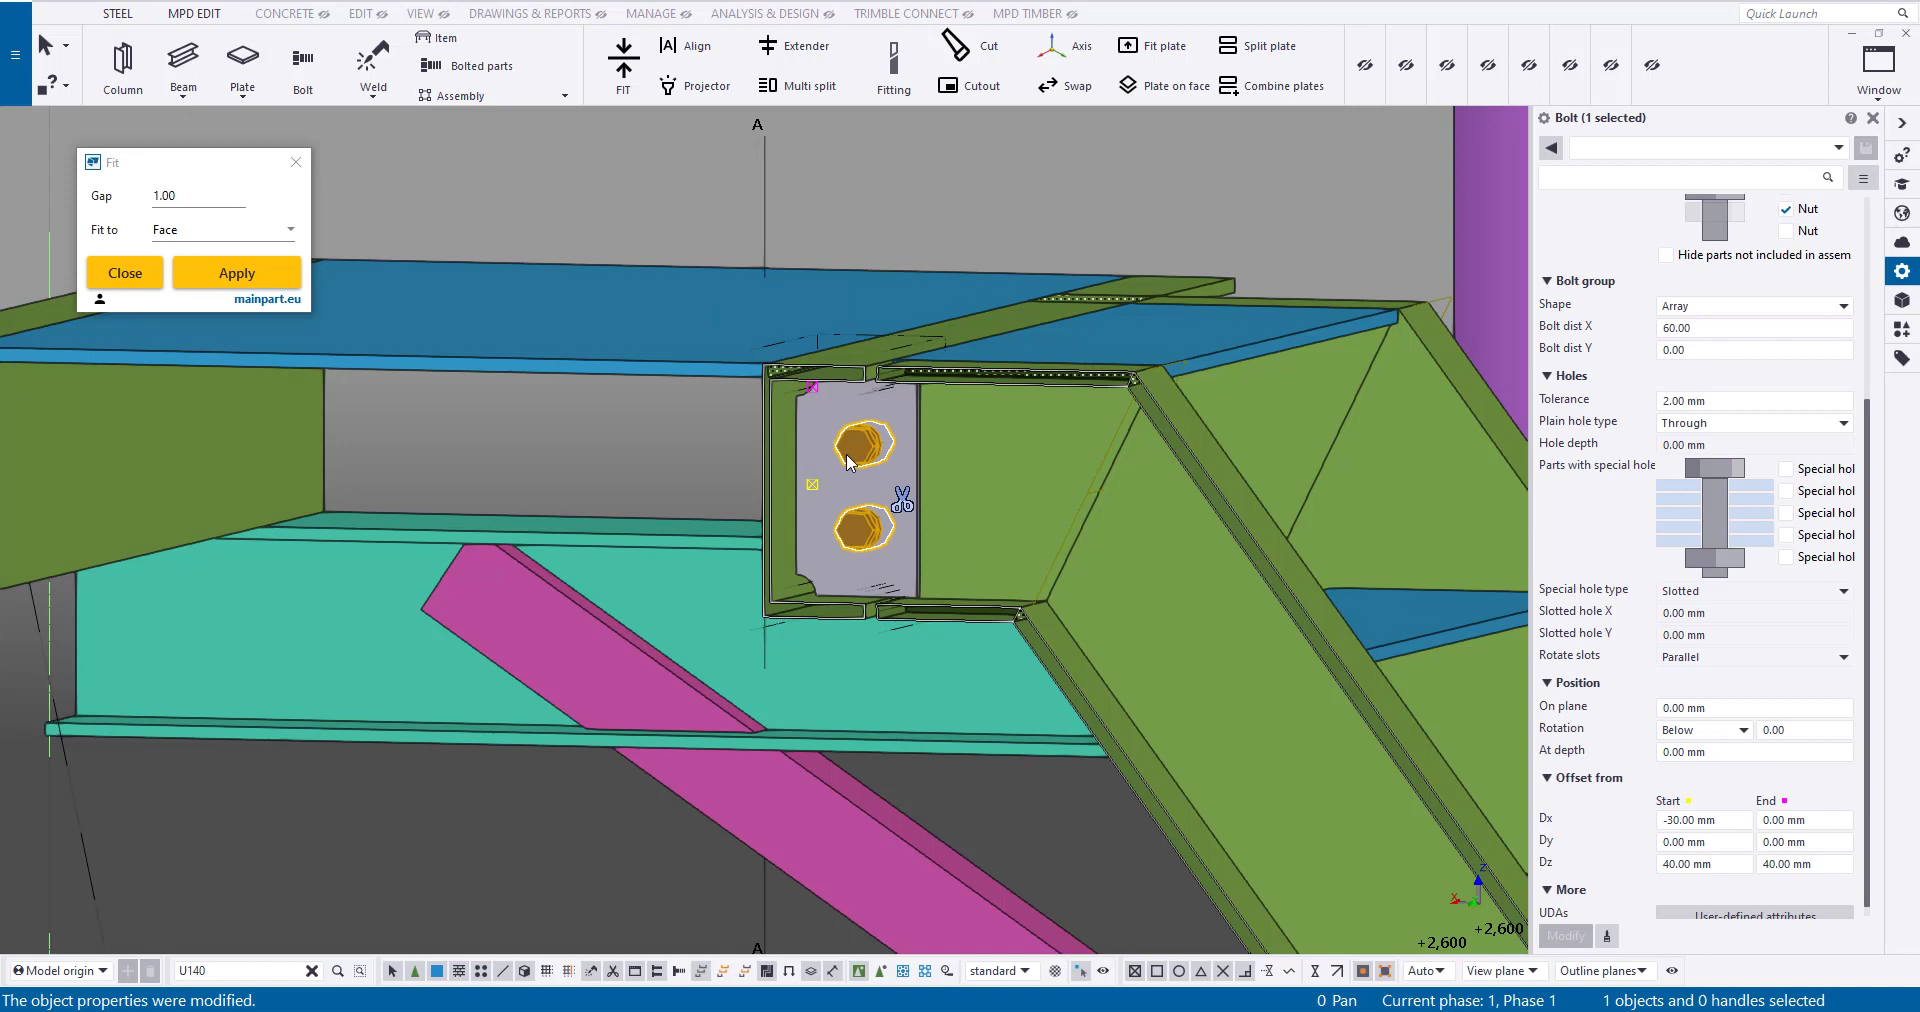 STEEL
MPD EDIT
CONCRETE
EDIT
VIEW
DRAWINGS & REPORTS
MANAGE
ANALYSIS & DESIGN
TRIMBLE CONNECT
MPD TIMBER
Quick Launch
Column
Beam
Plate
Bolt
Weld
Item
Bolted parts
Assembly
FIT
Align
Projector
Extender
Multi split
Fitting
Cut
Cutout
Axis
Swap
Fit plate
Plate on face
Split plate
Combine plates
Window
Fit
Gap 1.00
Fit to Face
Close Apply
mainpart.eu
A
A
+2,600
+2,600
Z
X
Bolt (1 selected)
Nut
Nut
Hide parts not included in assem
Bolt group
Shape Array
Bolt dist X 60.00
Bolt dist Y 0.00
Holes
Tolerance 2.00 mm
Plain hole type Through
Hole depth 0.00 mm
Parts with special hole Special hol
Special hol
Special hol
Special hol
Special hol
Special hole type Slotted
Slotted hole X 0.00 mm
Slotted hole Y 0.00 mm
Rotate slots Parallel
Position
On plane 0.00 mm
Rotation Below 0.00
At depth 0.00 mm
Offset from
Start End
Dx -30.00 mm 0.00 mm
Dy 0.00 mm 0.00 mm
Dz 40.00 mm 40.00 mm
More
UDAs User-defined attributes
Modify
Model origin
U140
standard
Auto
View plane
Outline planes
The object properties were modified.
0 Pan
Current phase: 1, Phase 1
1 objects and 0 handles selected